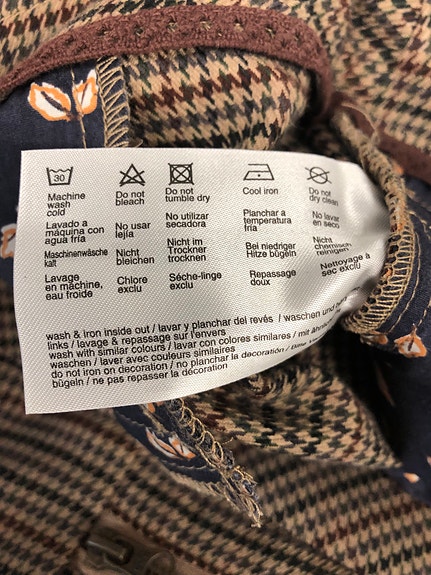 30
Machine wash cold
Do not bleach
Do not tumble dry
Cool iron
Do not dry clean
Lavado a máquina con agua fria
No usar lejía
No utilizar secadora
Planchar a temperatura fría
No lavar en seco
Maschinenwäsche kalt
Nicht bleichen
Nicht im Trockner trocknen
Bei niedriger Hitze bügeln
Nicht chemisch reinigen
Lavage en machine, eau froide
Chlore exclu
Séche-linge exclu
Repassage doux
Nettoyage à sec exclu
wash & iron inside out / lavar y planchar del revés / waschen und
links / lavage & repassage sur l'envers
wash with similar colours / lavar con colores similares / mit
waschen / laver avec couleurs similaires
do not iron on decoration / no planchar la decoración / Bitte
bügeln / ne pas repasser la décoration